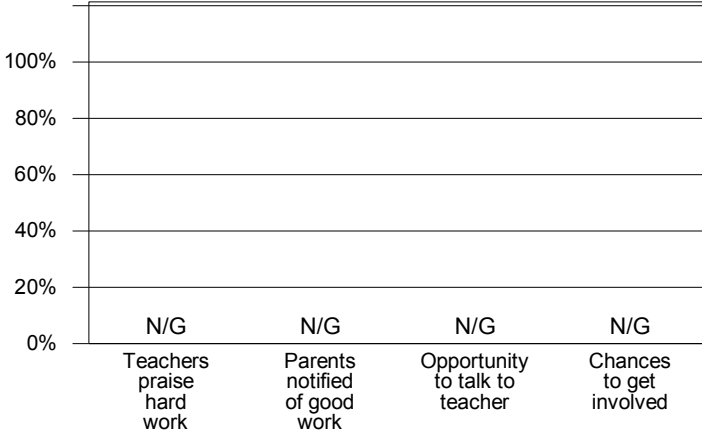 100%
80%
60%
40%
20%
0%
N/G N/G N/G N/G
Teachers
praise
hard
work
Parents
notified
of good
work
Opportunity
to talk to
teacher
Chances
to get
involved